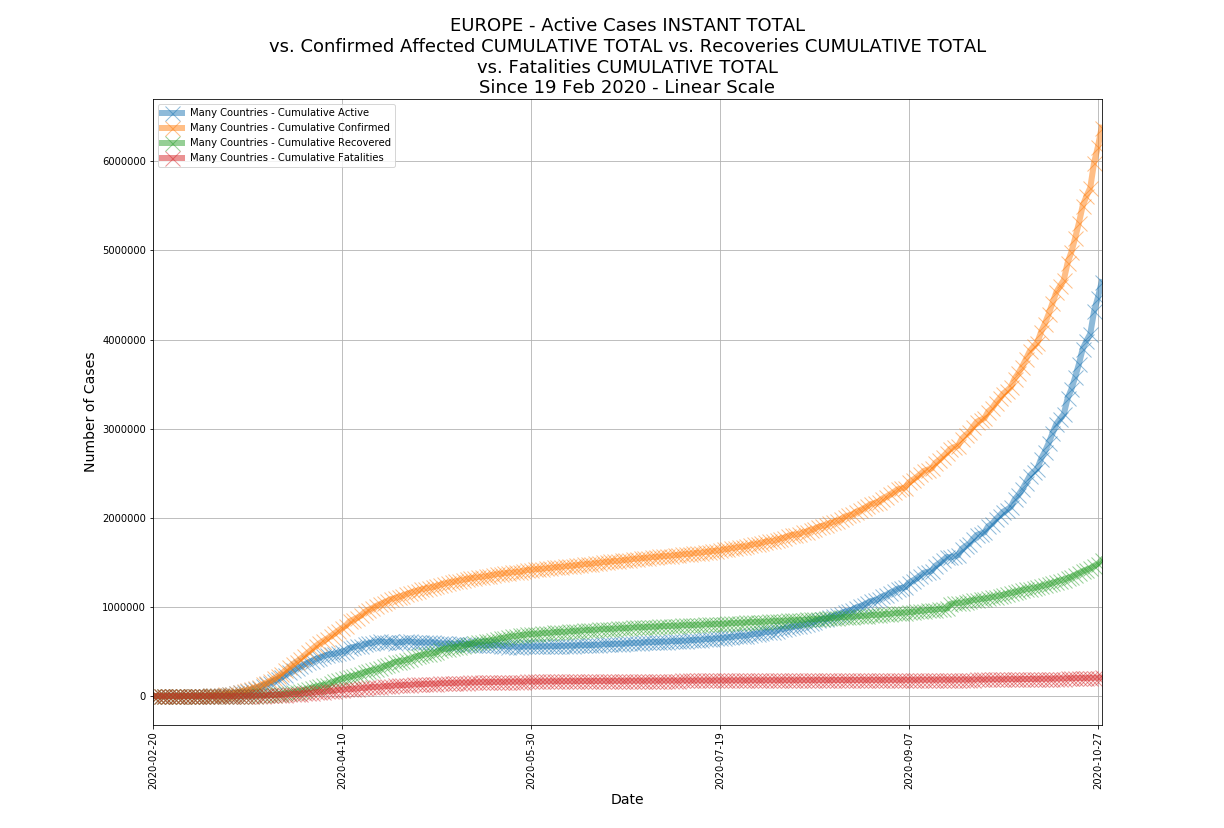 EUROPE - Active Cases INSTANT TOTAL
vs. Confirmed Affected CUMULATIVE TOTAL vs. Recoveries CUMULATIVE TOTAL
vs. Fatalities CUMULATIVE TOTAL
Since 19 Feb 2020 - Linear Scale
Many Countries - Cumulative Active
Many Countries - Cumulative Confirmed
Many Countries - Cumulative Recovered
Many Countries - Cumulative Fatalities
Number of Cases
6000000
5000000
4000000
3000000
2000000
1000000
0
2020-02-20
2020-04-10
2020-05-30
2020-07-19
2020-09-07
2020-10-27
Date